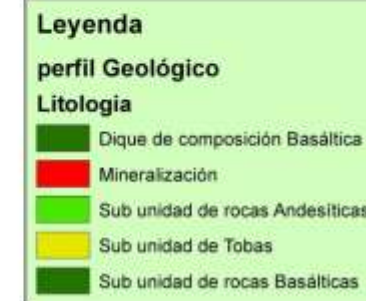 Leyenda
perfil Geológico
Litologia
Dique de composición Basáltica
Mineralización
Sub unidad de rocas Andesíticas
Sub unidad de Tobas
Sub unidad de rocas Basálticas